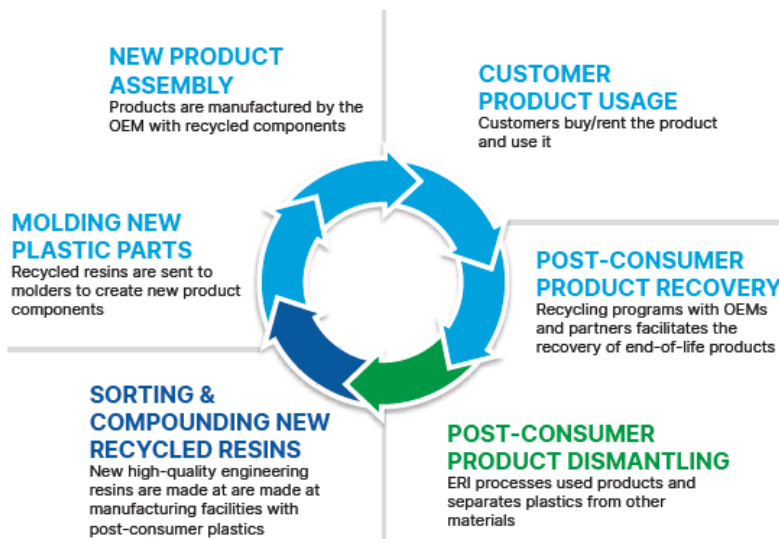 NEW PRODUCT
ASSEMBLY
Products are manufactured by the
OEM with recycled components
CUSTOMER
PRODUCT USAGE
Customers buy/rent the product
and use it
POST-CONSUMER
PRODUCT RECOVERY
Recycling programs with OEMs
and partners facilitates the
recovery of end-of-life products
POST-CONSUMER
PRODUCT DISMANTLING
ERI processes used products and
separates plastics from other
materials
SORTING &
COMPOUNDING NEW
RECYCLED RESINS
New high-quality engineering
resins are made at are made at
manufacturing facilities with
post-consumer plastics
MOLDING NEW
PLASTIC PARTS
Recycled resins are sent to
molders to create new product
components